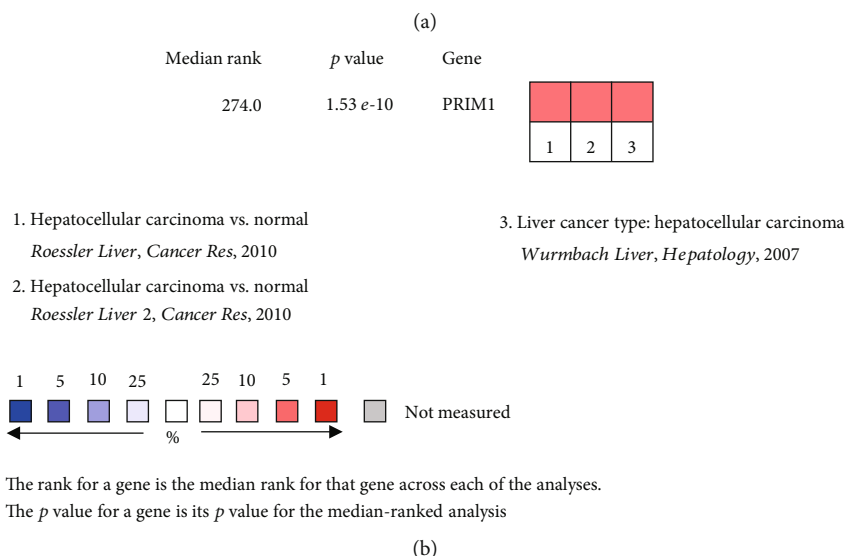 (a)
Median rank p value Gene
274.0 1.53 e-10 PRIM1
1 2 3
1. Hepatocellular carcinoma vs. normal
Roessler Liver, Cancer Res, 2010
2. Hepatocellular carcinoma vs. normal
Roessler Liver 2, Cancer Res, 2010
3. Liver cancer type: hepatocellular carcinoma
Wurmbach Liver, Hepatology, 2007
1 5 10 25 25 10 5 1
Not measured
%
The rank for a gene is the median rank for that gene across each of the analyses.
The p value for a gene is its p value for the median-ranked analysis
(b)